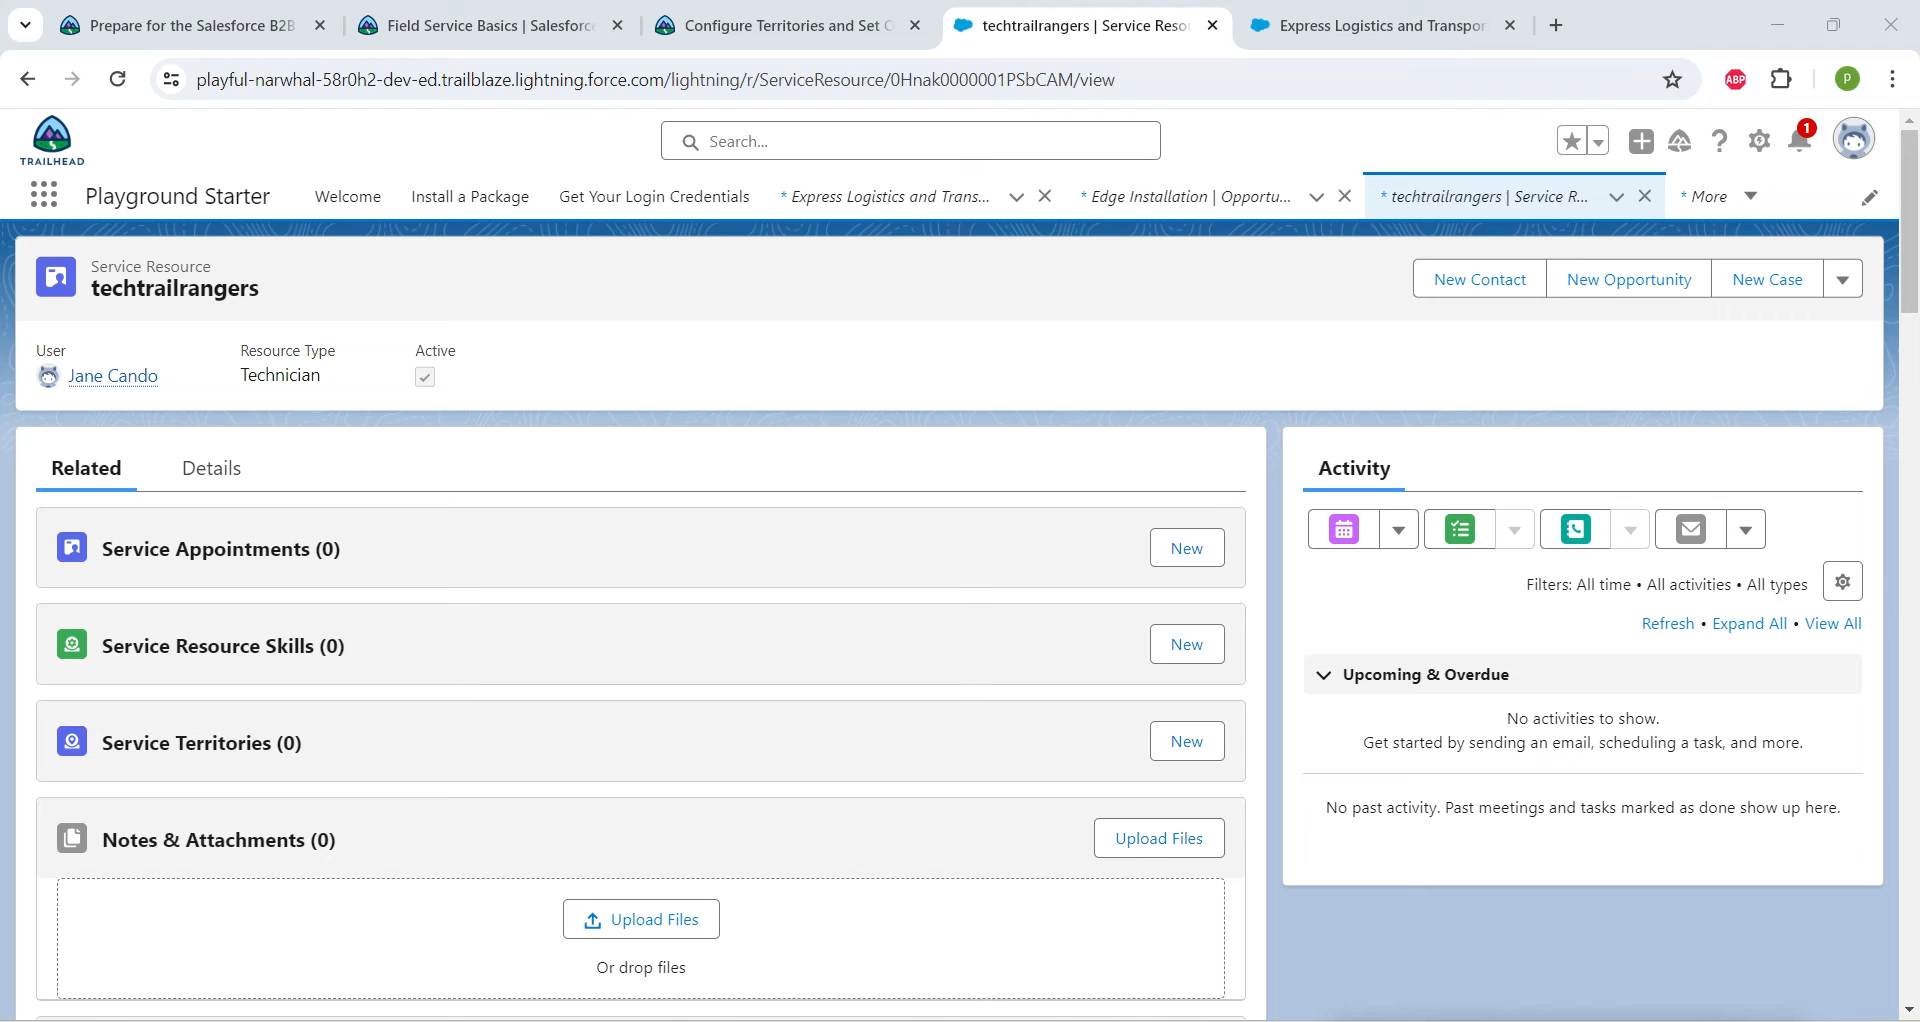 Prepare for the Salesforce B2B
Field Service Basics | Salesforce
Configure Territories and Set O
techtrailrangers | Service Resou
Express Logistics and Transpor
playful-narwhal-58r0h2-dev-ed.trailblaze.lightning.force.com/lightning/r/ServiceResource/0Hnak0000001PSbCAM/view
ABP
P
TRAILHEAD
Search...
1
Playground Starter
Welcome
Install a Package
Get Your Login Credentials
* Express Logistics and Trans...
* Edge Installation | Opportu...
* techtrailrangers | Service R...
* More
Service Resource
techtrailrangers
New Contact
New Opportunity
New Case
User
Resource Type
Active
Jane Cando
Technician
Related
Details
Service Appointments (0)
New
Service Resource Skills (0)
New
Service Territories (0)
New
Notes & Attachments (0)
Upload Files
Upload Files
Or drop files
Activity
Filters: All time • All activities • All types
Refresh • Expand All • View All
Upcoming & Overdue
No activities to show.
Get started by sending an email, scheduling a task, and more.
No past activity. Past meetings and tasks marked as done show up here.